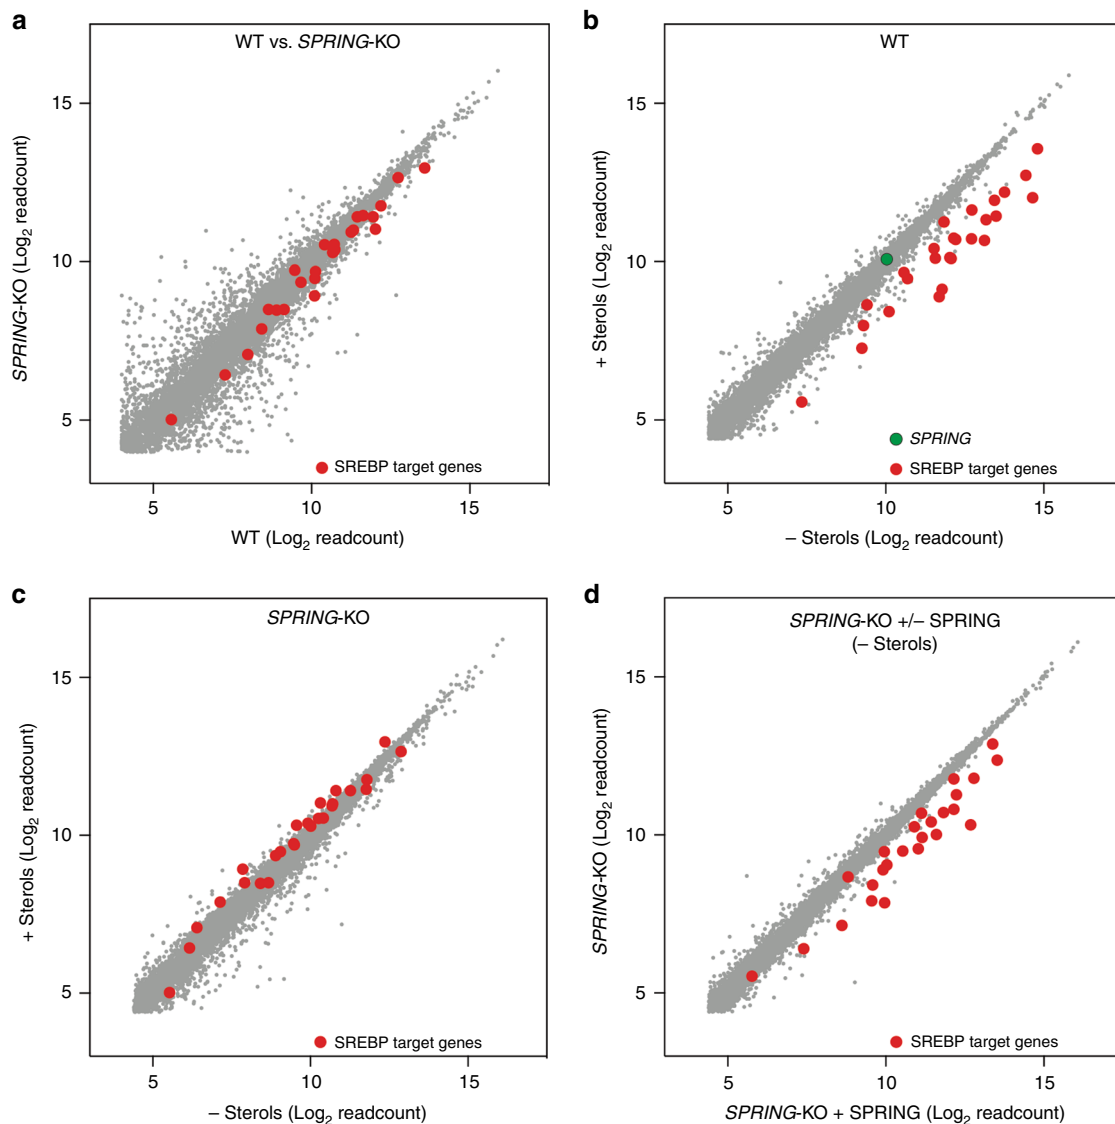 a
WT vs. SPRING-KO
SPRING-KO (Log2 readcount)
15
10
5
5
10
15
SREBP target genes
WT (Log2 readcount)
b
WT
+ Sterols (Log2 readcount)
15
10
5
SPRING
SREBP target genes
5
10
15
– Sterols (Log2 readcount)
c
SPRING-KO
+ Sterols (Log2 readcount)
15
10
5
SREBP target genes
5
10
15
– Sterols (Log2 readcount)
d
SPRING-KO +/– SPRING
(– Sterols)
SPRING-KO (Log2 readcount)
15
10
5
SREBP target genes
5
10
15
SPRING-KO + SPRING (Log2 readcount)